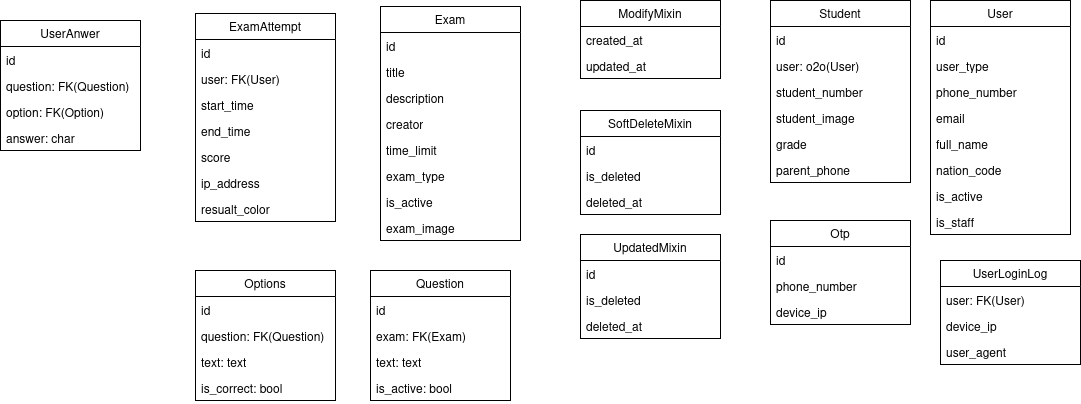 UserAnwer
id
question: FK(Question)
option: FK(Option)
answer: char
ExamAttempt
id
user: FK(User)
start_time
end_time
score
ip_address
resualt_color
Exam
id
title
description
creator
time_limit
exam_type
is_active
exam_image
ModifyMixin
created_at
updated_at
SoftDeleteMixin
id
is_deleted
deleted_at
UpdatedMixin
id
is_deleted
deleted_at
Student
id
user: o2o(User)
student_number
student_image
grade
parent_phone
User
id
user_type
phone_number
email
full_name
nation_code
is_active
is_staff
Options
id
question: FK(Question)
text: text
is_correct: bool
Question
id
exam: FK(Exam)
text: text
is_active: bool
Otp
id
phone_number
device_ip
UserLoginLog
user: FK(User)
device_ip
user_agent